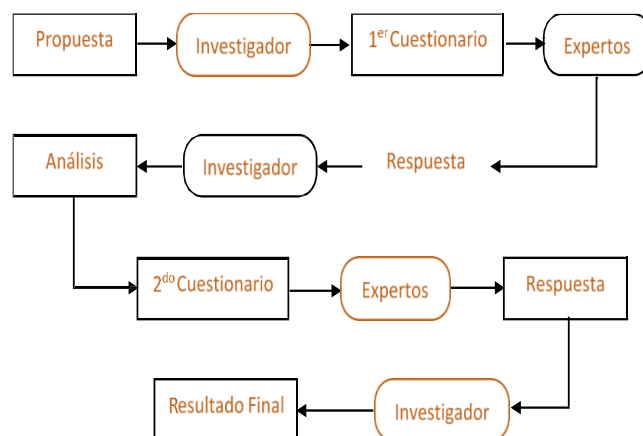 Propuesta
Investigador
1er Cuestionario
Expertos
Respuesta
Investigador
Análisis
2do Cuestionario
Expertos
Respuesta
Investigador
Resultado Final